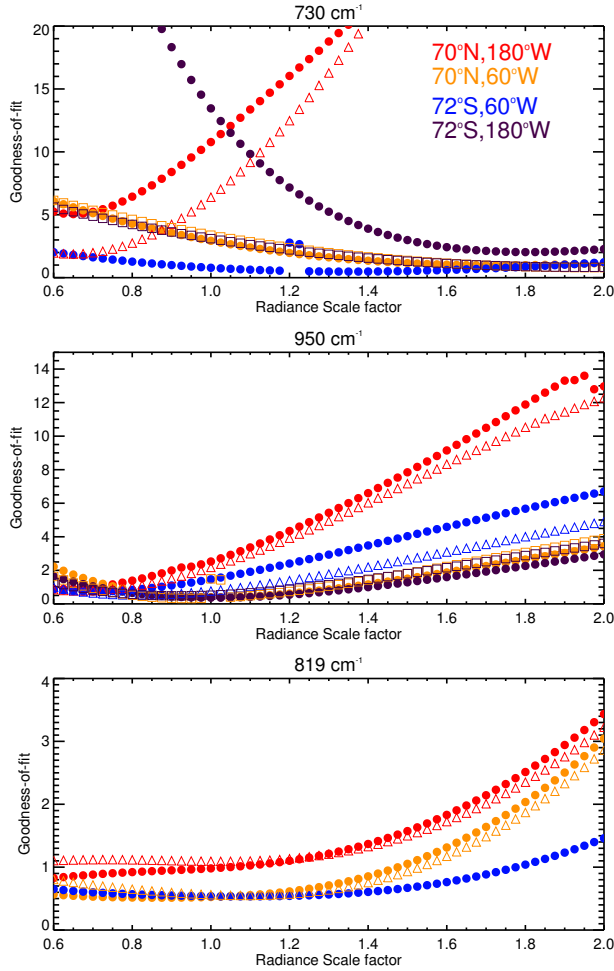 730 cm⁻¹
20
15
10
5
0
Goodness-of-fit
70°N,180°W
70°N,60°W
72°S,60°W
72°S,180°W
0.6 0.8 1.0 1.2 1.4 1.6 1.8 2.0
Radiance Scale factor
950 cm⁻¹
14
12
10
8
6
4
2
0
Goodness-of-fit
0.6 0.8 1.0 1.2 1.4 1.6 1.8 2.0
Radiance Scale factor
819 cm⁻¹
4
3
2
1
0
Goodness-of-fit
0.6 0.8 1.0 1.2 1.4 1.6 1.8 2.0
Radiance Scale factor